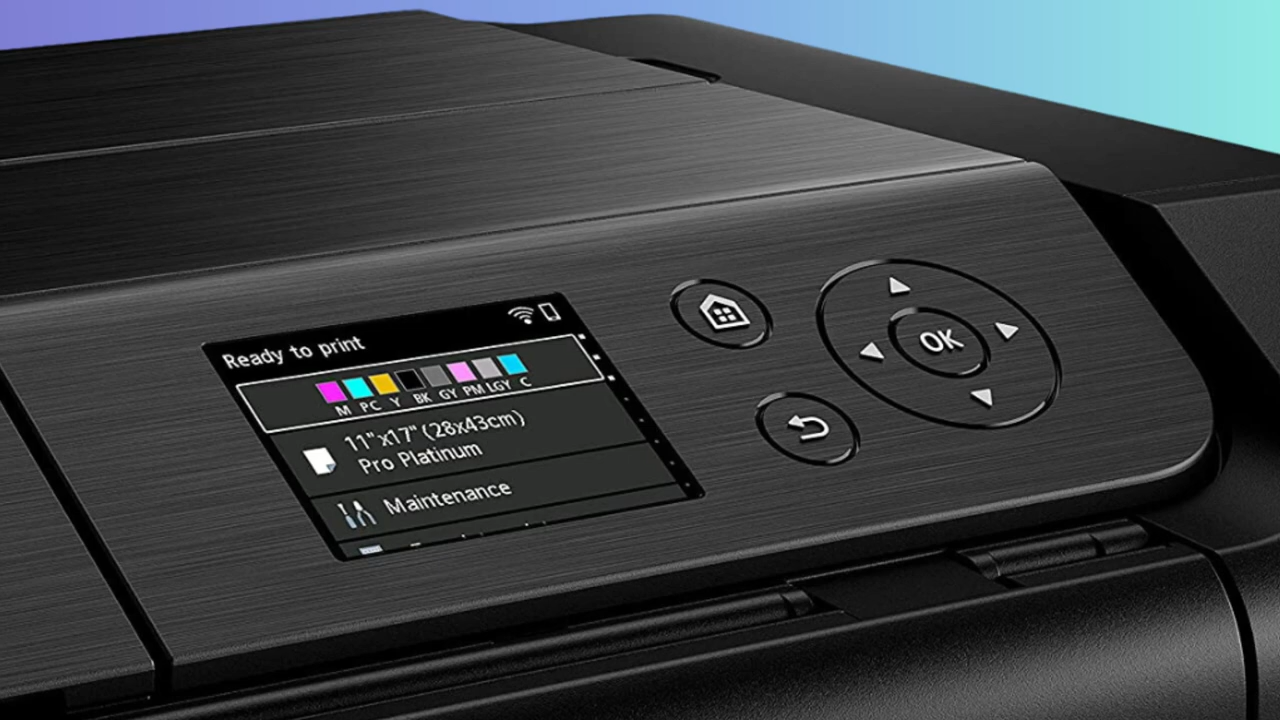 Ready to print
M PC Y BK GY PM LGY C
11"x17" (28x43cm)
Pro Platinum
Maintenance
OK